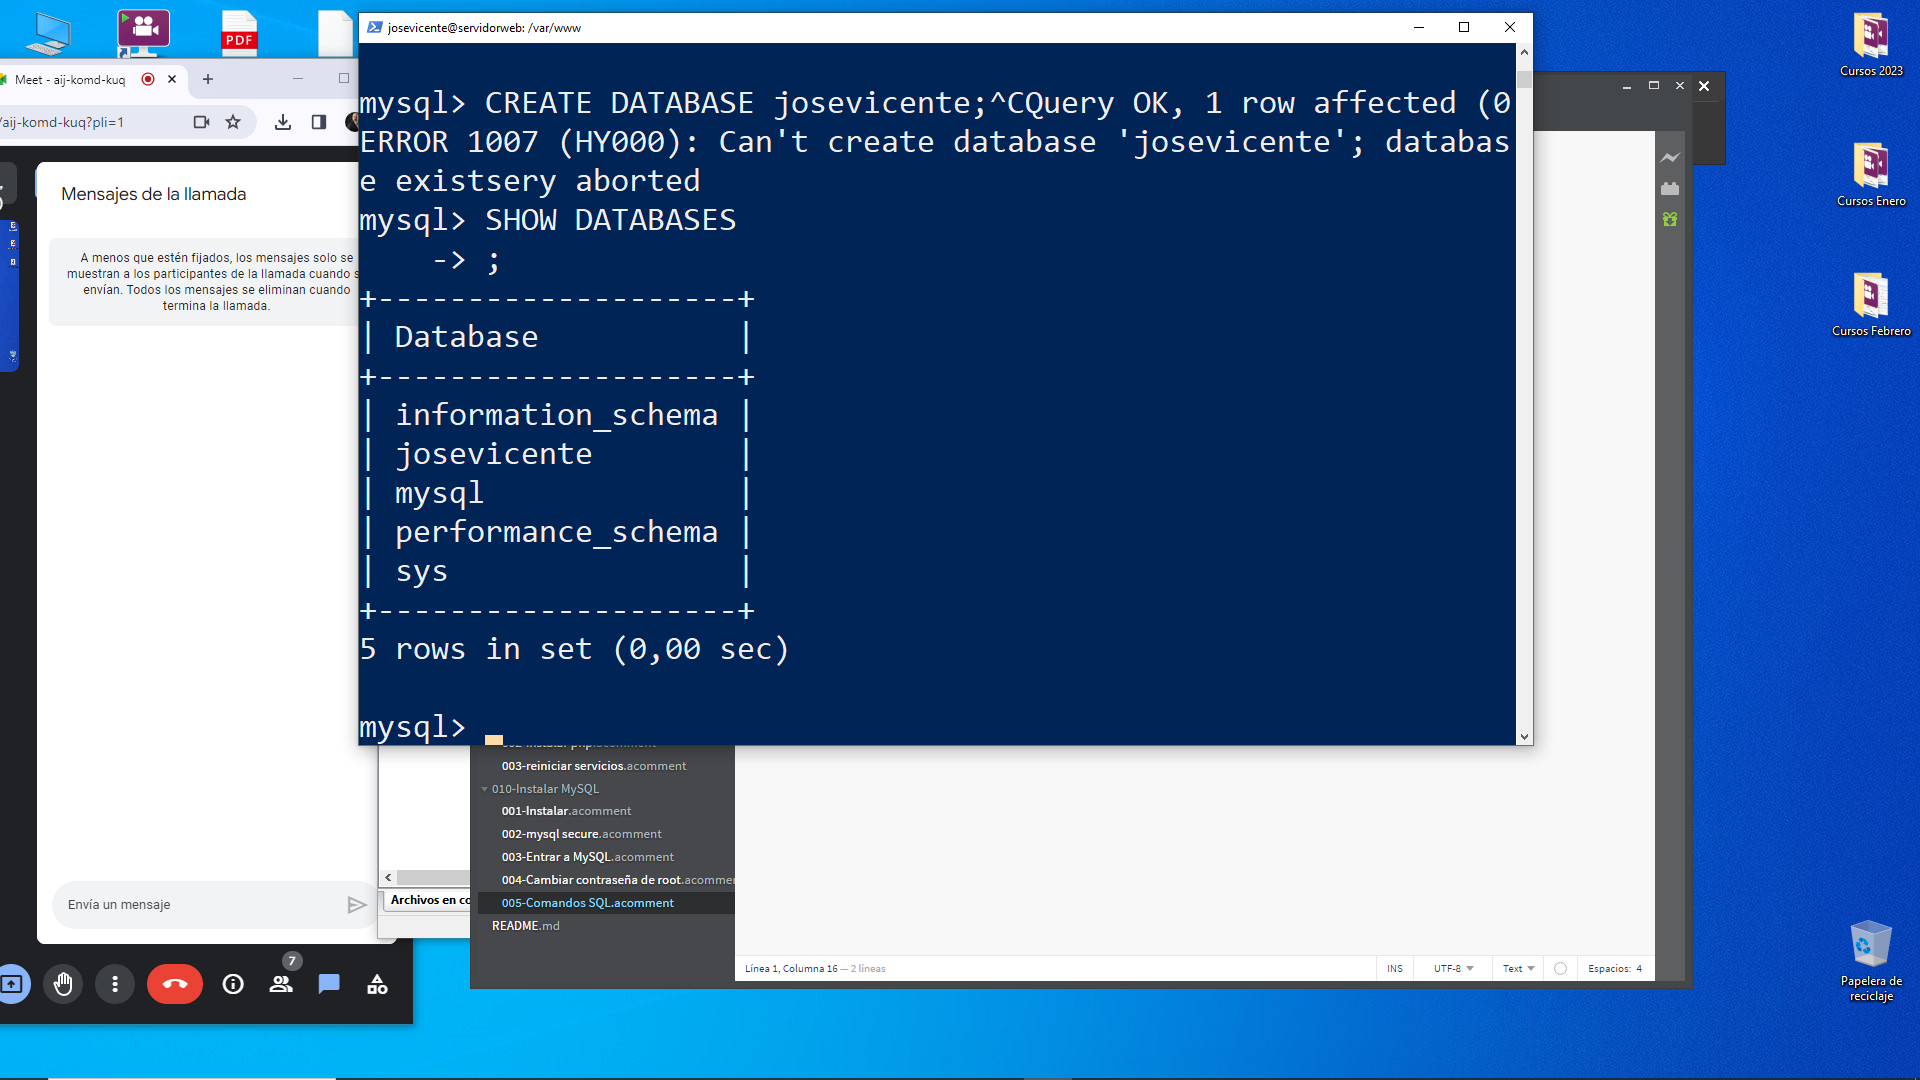 PDF
josevicente@servidorweb: /var/www
Meet - aij-komd-kuq
/aij-komd-kuq?pli=1
Mensajes de la llamada
A menos que estén fijados, los mensajes solo se
muestran a los participantes de la llamada cuando s
envían. Todos los mensajes se eliminan cuando
termina la llamada.
Envía un mensaje
7
mysql> CREATE DATABASE josevicente;^CQuery OK, 1 row affected (0
ERROR 1007 (HY000): Can't create database 'josevicente'; databas
e existsery aborted
mysql> SHOW DATABASES
-> ;
+--------------------+
| Database           |
+--------------------+
| information_schema |
| josevicente        |
| mysql              |
| performance_schema |
| sys                |
+--------------------+
5 rows in set (0,00 sec)
mysql>
003-reiniciar servicios.acomment
010-Instalar MySQL
001-Instalar.acomment
002-mysql secure.acomment
003-Entrar a MySQL.acomment
004-Cambiar contraseña de root.acommen
005-Comandos SQL.acomment
README.md
Archivos en co
Línea 1, Columna 16 — 2 líneas
INS
UTF-8
Text
Espacios: 4
Cursos 2023
Cursos Enero
Cursos Febrero
Papelera de
reciclaje